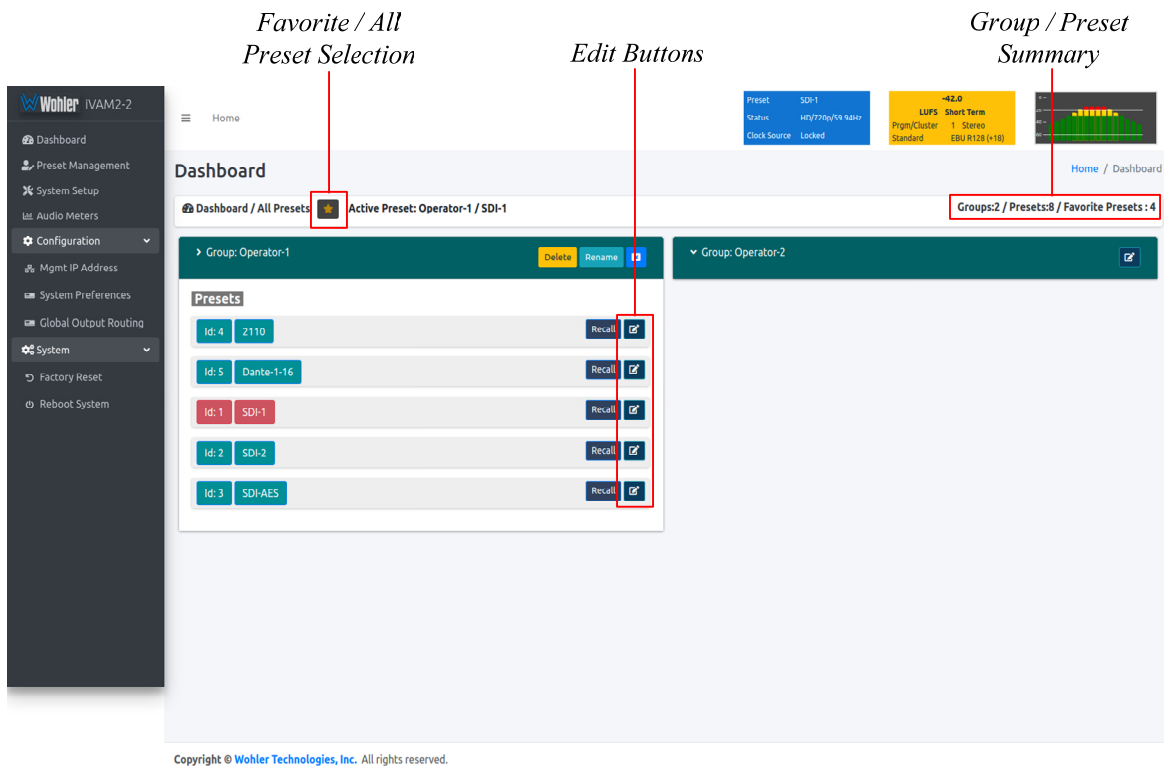 Favorite / All
Preset Selection
Edit Buttons
Group / Preset
Summary
Wohler iVAM2-2
Dashboard
Preset Management
System Setup
Audio Meters
Configuration
Mgmt IP Address
System Preferences
Global Output Routing
System
Factory Reset
Reboot System
Home
Preset SDI-1
Status HD/720p/59.94Hz
Clock Source Locked
-42.0
LUFS Short Term
Prgm/Cluster 1 Stereo
Standard EBU R128 (+18)
Dashboard
Home / Dashboard
Dashboard / All Presets Active Preset: Operator-1 / SDI-1
Groups:2 / Presets:8 / Favorite Presets : 4
Group: Operator-1 Delete Rename
Group: Operator-2
Presets
Id: 4 2110 Recall
Id: 5 Dante-1-16 Recall
Id: 1 SDI-1 Recall
Id: 2 SDI-2 Recall
Id: 3 SDI-AES Recall
Copyright © Wohler Technologies, Inc. All rights reserved.